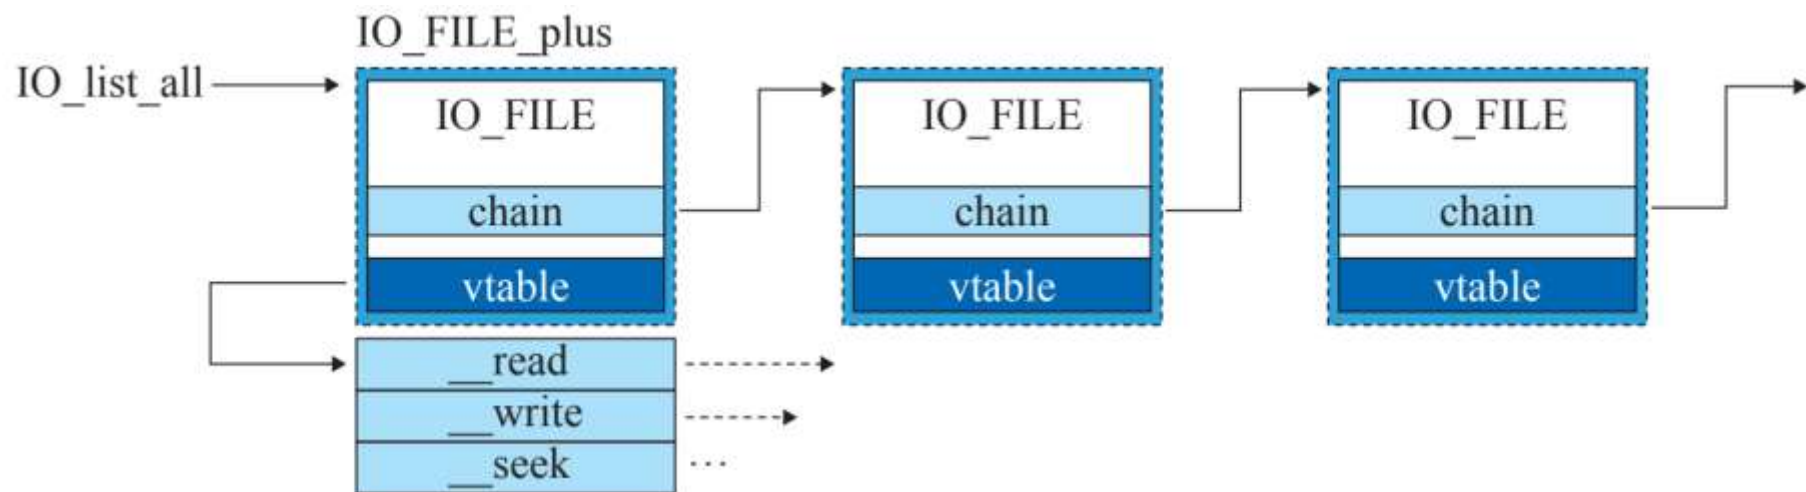 IO_FILE_plus
IO_list_all
IO_FILE IO_FILE IO_FILE
chain chain chain
vtable vtable vtable
__read
__write
__seek ...